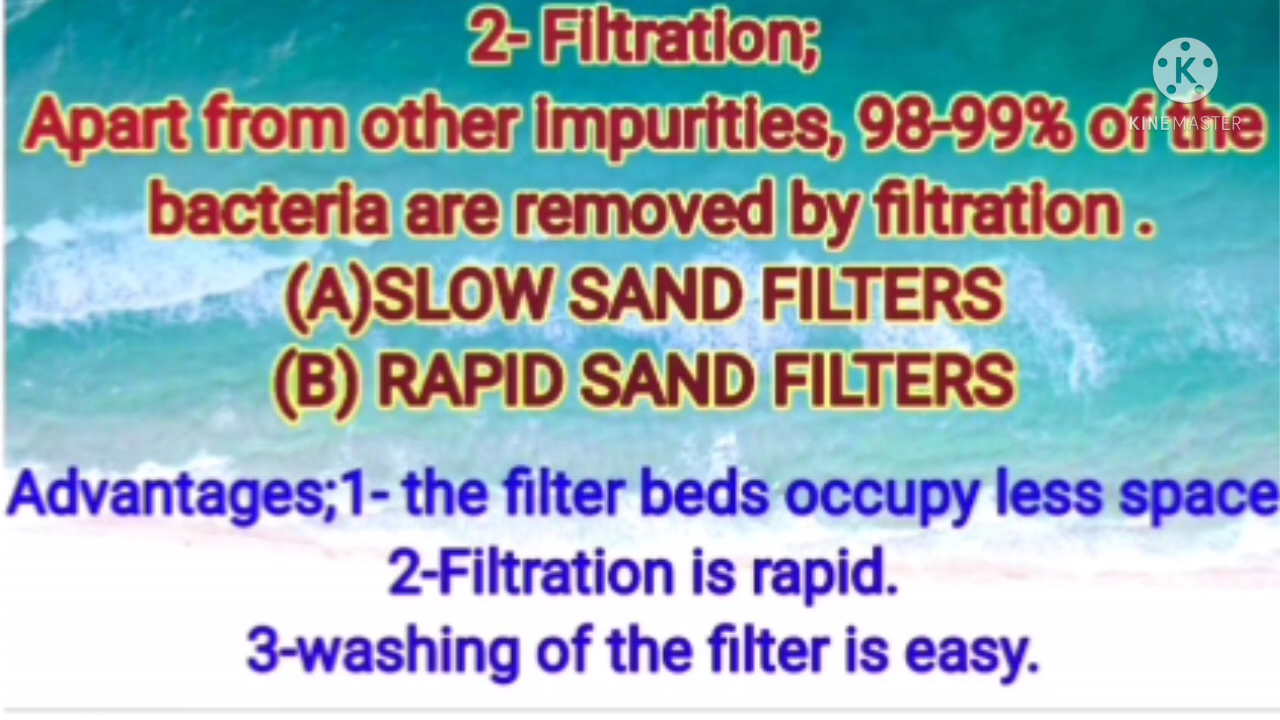 2- Filtration;
Apart from other impurities, 98-99% of the
bacteria are removed by filtration .
(A)SLOW SAND FILTERS
(B) RAPID SAND FILTERS
Advantages;1- the filter beds occupy less space
2-Filtration is rapid.
3-washing of the filter is easy.
K
KINEMASTER